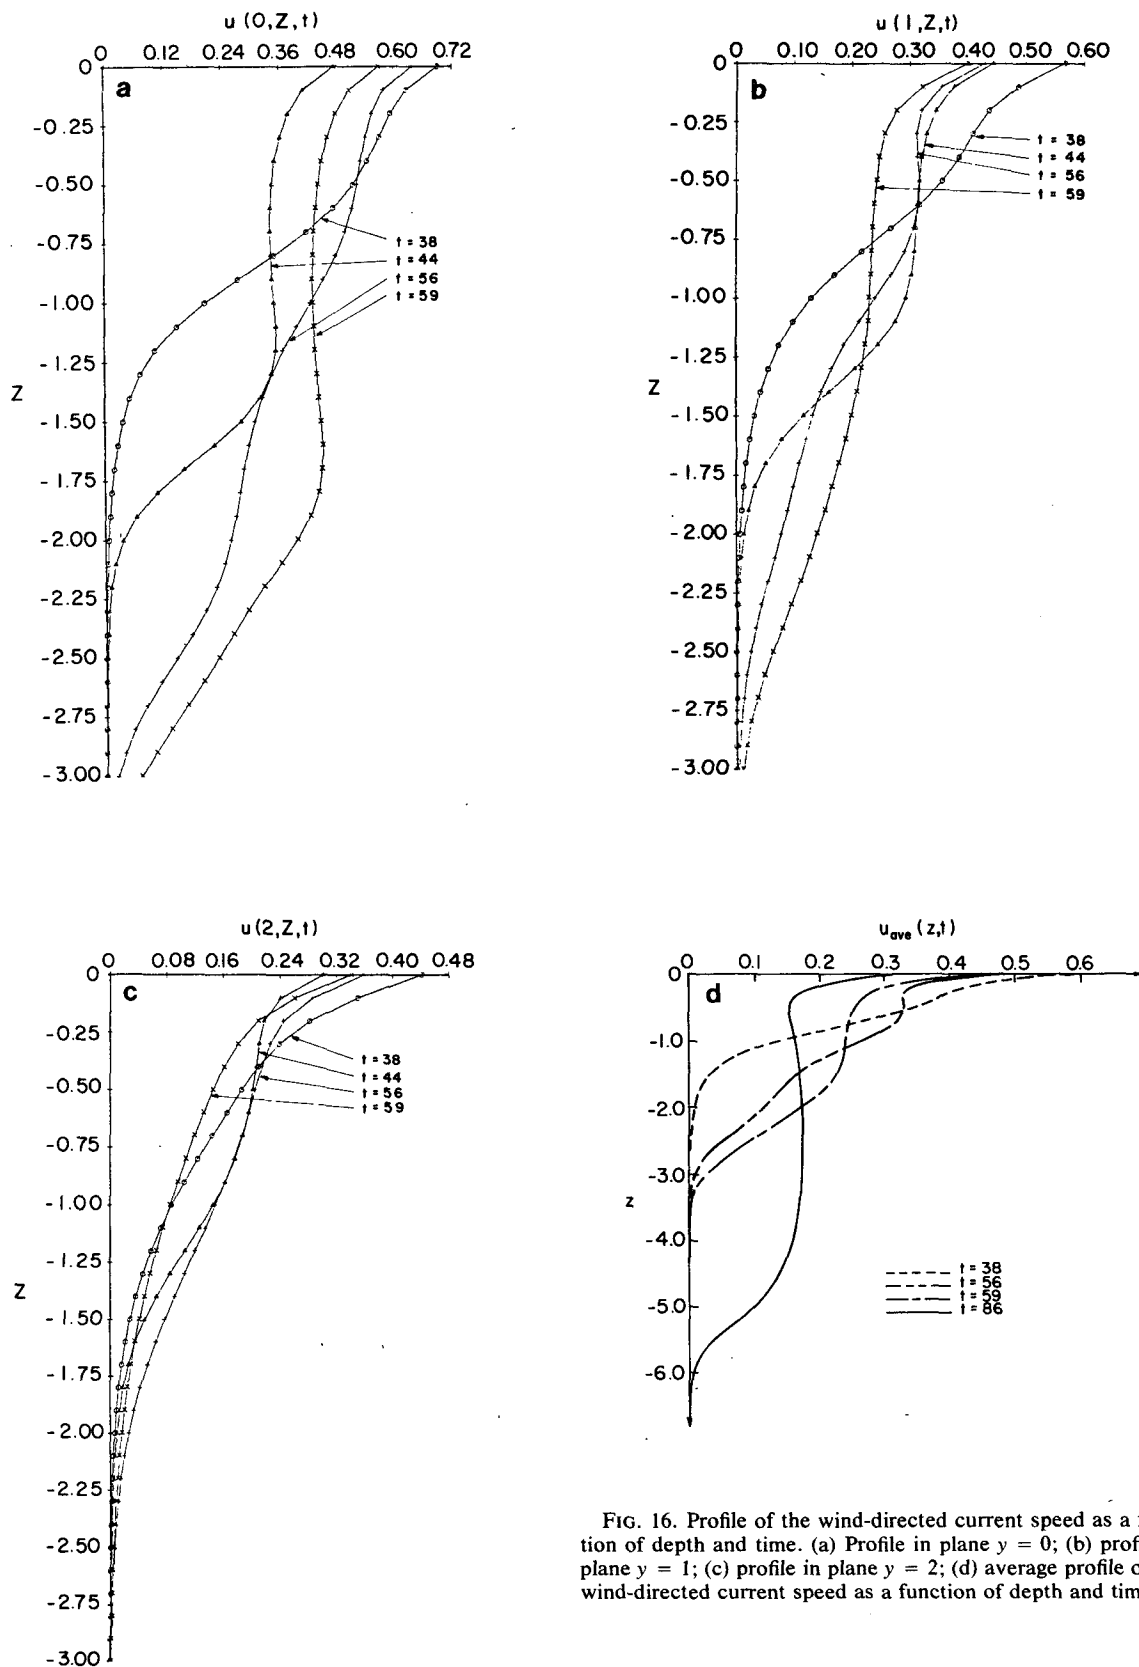 u (0,Z,t)
0 0.12 0.24 0.36 0.48 0.60 0.72
a
-0.25
-0.50
-0.75
-1.00
-1.25
Z
-1.50
-1.75
-2.00
-2.25
-2.50
-2.75
-3.00
t = 38
t = 44
t = 56
t = 59
u (1,Z,t)
0 0.10 0.20 0.30 0.40 0.50 0.60
0
b
-0.25
-0.50
-0.75
-1.00
-1.25
Z
-1.50
-1.75
-2.00
-2.25
-2.50
-2.75
-3.00
t = 38
t = 44
t = 56
t = 59
u (2,Z,t)
0 0.08 0.16 0.24 0.32 0.40 0.48
0
c
-0.25
-0.50
-0.75
-1.00
-1.25
Z
-1.50
-1.75
-2.00
-2.25
-2.50
-2.75
-3.00
t = 38
t = 44
t = 56
t = 59
u ave (z,t)
0 0.1 0.2 0.3 0.4 0.5 0.6
0
d
-1.0
-2.0
-3.0
z
-4.0
-5.0
-6.0
t = 38
t = 56
t = 59
t = 86
FIG. 16. Profile of the wind-directed current speed as a
tion of depth and time. (a) Profile in plane y = 0; (b) prof
plane y = 1; (c) profile in plane y = 2; (d) average profile
wind-directed current speed as a function of depth and tim